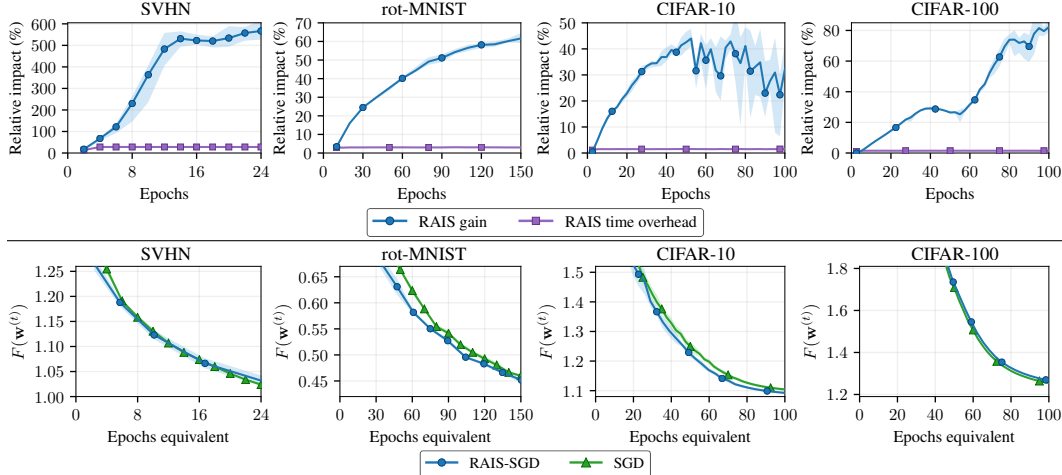 SVHN
rot-MNIST
CIFAR-10
CIFAR-100
Relative impact (%)
600
500
400
300
200
100
0
0 8 16 24
Epochs
Relative impact (%)
70
60
50
40
30
20
10
0
0 30 60 90 120 150
Epochs
Relative impact (%)
50
40
30
20
10
0
0 20 40 60 80 100
Epochs
Relative impact (%)
80
60
40
20
0
0 20 40 60 80 100
Epochs
RAIS gain RAIS time overhead
SVHN
rot-MNIST
CIFAR-10
CIFAR-100
F(w^(t))
1.25
1.20
1.15
1.10
1.05
1.00
0 8 16 24
Epochs equivalent
F(w^(t))
0.65
0.60
0.55
0.50
0.45
0 30 60 90 120 150
Epochs equivalent
F(w^(t))
1.5
1.4
1.3
1.2
1.1
0 20 40 60 80 100
Epochs equivalent
F(w^(t))
1.8
1.6
1.4
1.2
0 20 40 60 80 100
Epochs equivalent
RAIS-SGD SGD